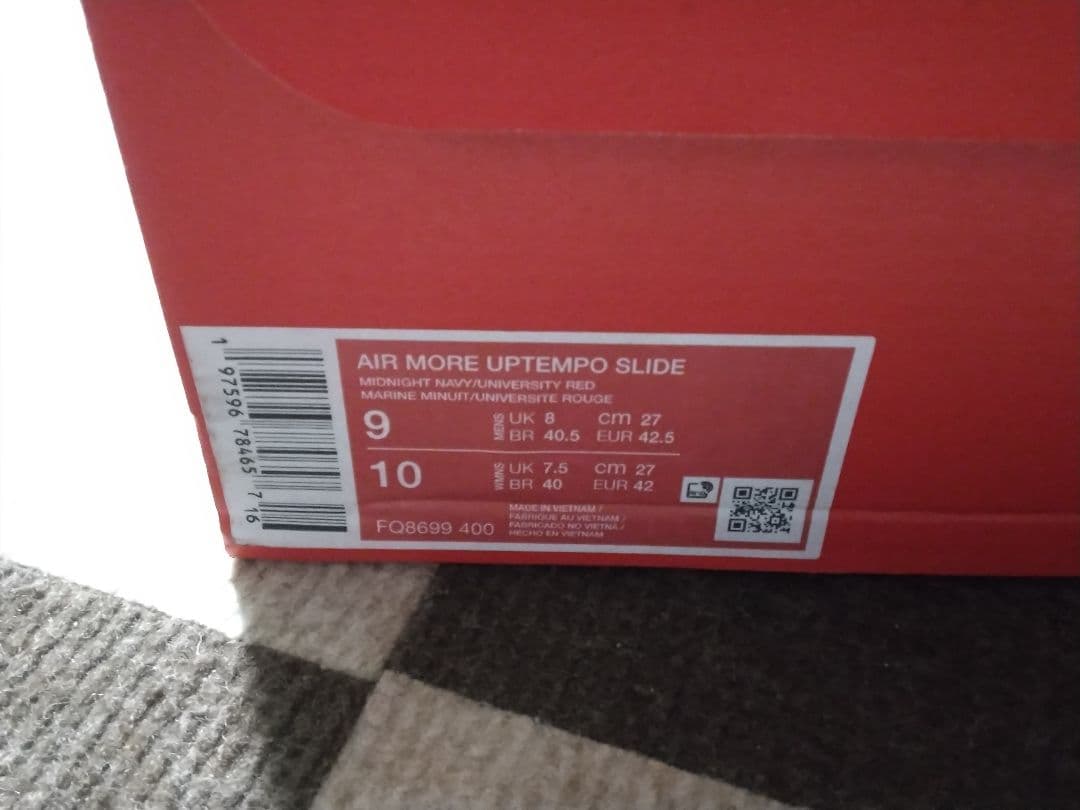 AIR MORE UPTEMPO SLIDE
MIDNIGHT NAVY/UNIVERSITY RED
MARINE MINUIT/UNIVERSITE ROUGE
9 MENS UK 8 cm 27
BR 40.5 EUR 42.5
10 WMNS UK 7.5 cm 27
BR 40 EUR 42
FQ8699 400
MADE IN VIETNAM /
FABRIQUE AU VIETNAM /
FABRICADO NO VIETNA /
HECHO EN VIETNAM
1 97596 78465 7 16